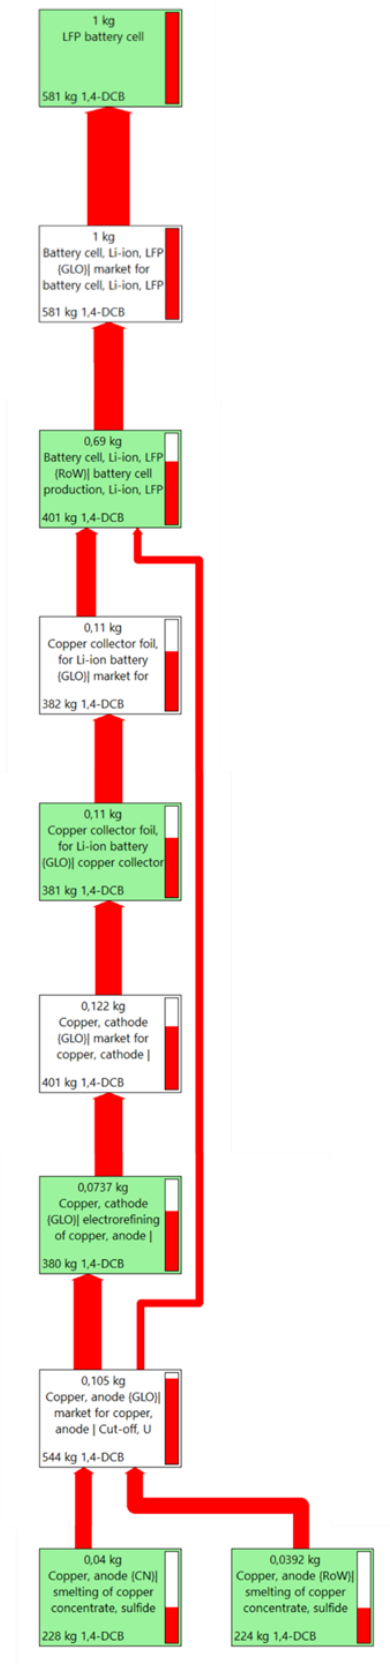 1 kg
LFP battery cell
581 kg 1,4-DCB
1 kg
Battery cell, Li-ion, LFP
{GLO}| market for
battery cell, Li-ion, LFP
581 kg 1,4-DCB
0,69 kg
Battery cell, Li-ion, LFP
{RoW}| battery cell
production, Li-ion, LFP
401 kg 1,4-DCB
0,11 kg
Copper collector foil,
for Li-ion battery
{GLO}| market for
382 kg 1,4-DCB
0,11 kg
Copper collector foil,
for Li-ion battery
{GLO}| copper collector
381 kg 1,4-DCB
0,122 kg
Copper, cathode
{GLO}| market for
copper, cathode |
401 kg 1,4-DCB
0,0737 kg
Copper, cathode
{GLO}| electrorefining
of copper, anode |
380 kg 1,4-DCB
0,105 kg
Copper, anode {GLO}|
market for copper,
anode | Cut-off, U
544 kg 1,4-DCB
0,04 kg
Copper, anode {CN}|
smelting of copper
concentrate, sulfide
228 kg 1,4-DCB
0,0392 kg
Copper, anode {RoW}|
smelting of copper
concentrate, sulfide
224 kg 1,4-DCB